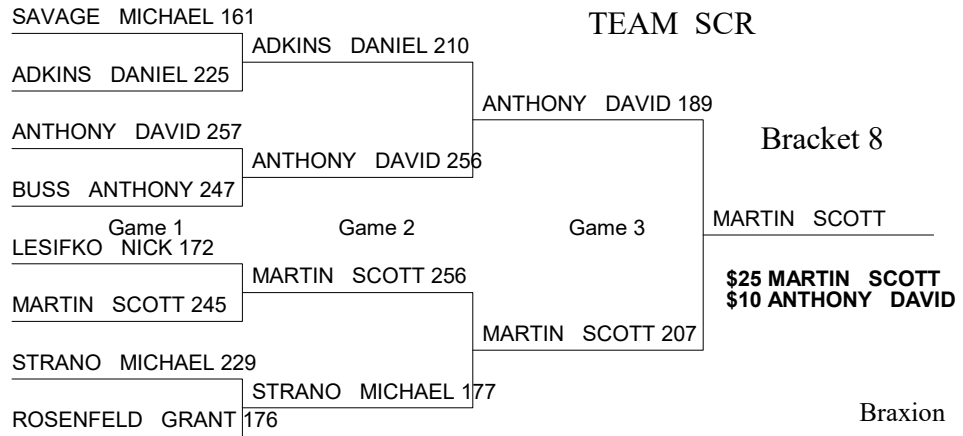 SAVAGE MICHAEL 161
TEAM SCR
ADKINS DANIEL 210
ADKINS DANIEL 225
ANTHONY DAVID 189
ANTHONY DAVID 257
Bracket 8
ANTHONY DAVID 256
BUSS ANTHONY 247
Game 1 Game 2 Game 3
MARTIN SCOTT
LESIFKO NICK 172
MARTIN SCOTT 256
$25 MARTIN SCOTT
$10 ANTHONY DAVID
MARTIN SCOTT 245
MARTIN SCOTT 207
STRANO MICHAEL 229
STRANO MICHAEL 177
ROSENFELD GRANT 176
Braxion